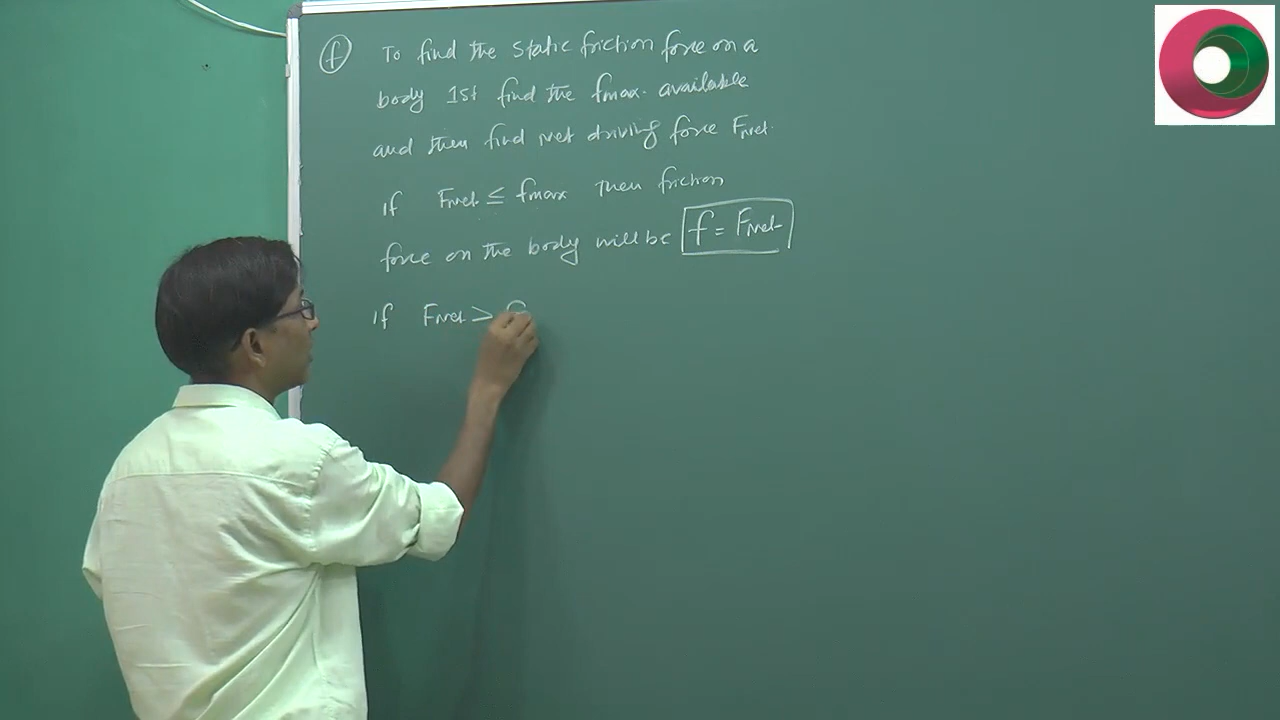 (f) To find the static friction force on a
body 1st find the fmax. available
and then find net driving force Fnet.
if Fnet ≤ fmax then friction
force on the body will be f = Fnet
if Fnet >